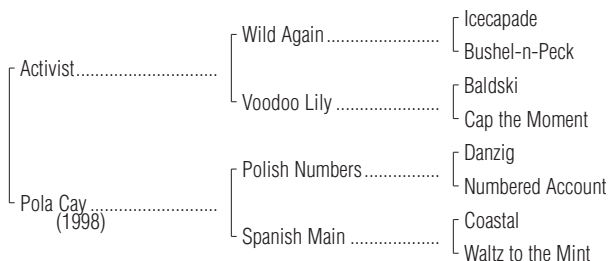 Icecapade
Wild Again
Bushel-n-Peck
Activist
Baldski
Voodoo Lily
Cap the Moment
Danzig
Polish Numbers
Numbered Account
Pola Cay
(1998)
Coastal
Spanish Main
Waltz to the Mint